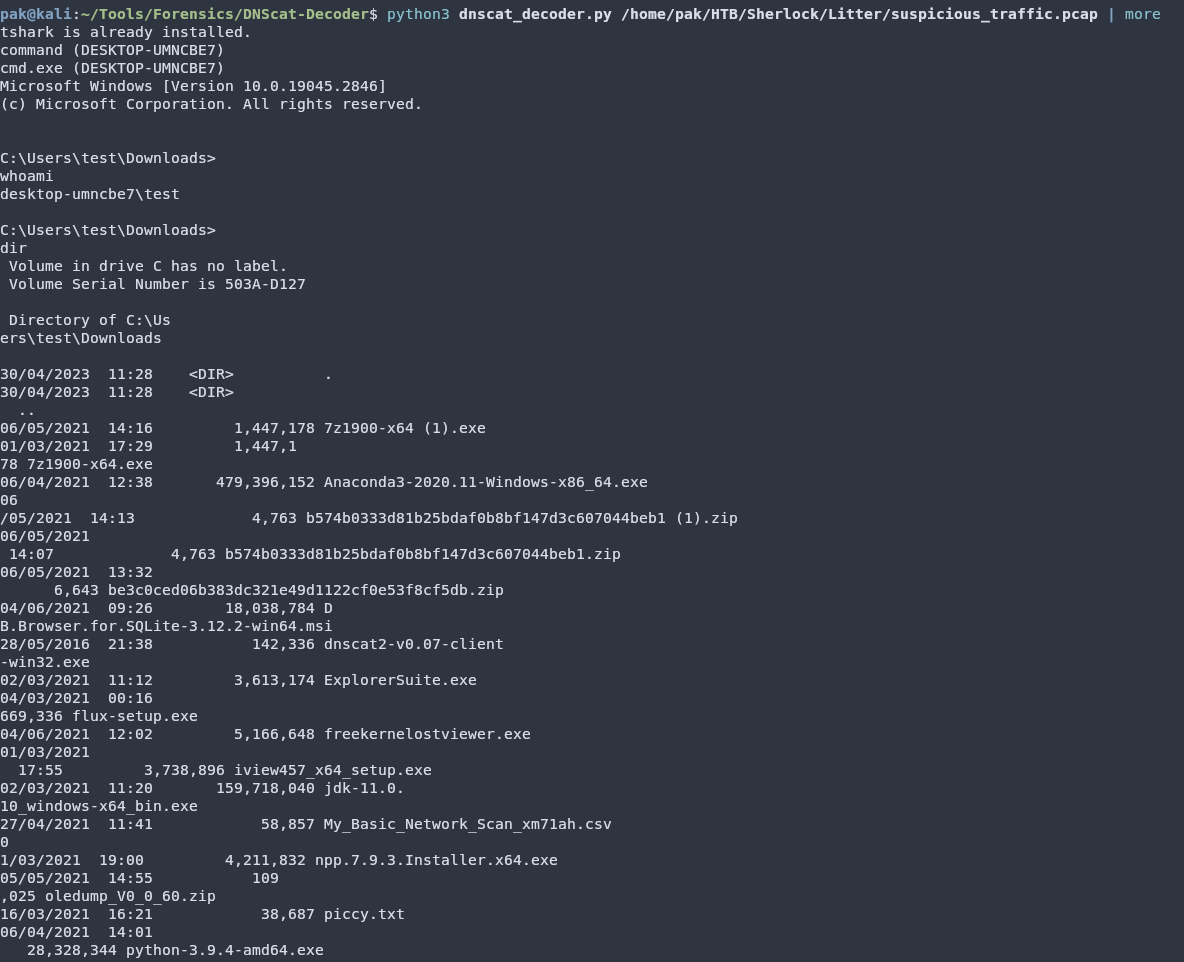 pak@kali:~/Tools/Forensics/DNScat-Decoder$ python3 dnscat_decoder.py /home/pak/HTB/Sherlock/Litter/suspicious_traffic.pcap | more
tshark is already installed.
command (DESKTOP-UMNCBE7)
cmd.exe (DESKTOP-UMNCBE7)
Microsoft Windows [Version 10.0.19045.2846]
(c) Microsoft Corporation. All rights reserved.
C:\Users\test\Downloads>
whoami
desktop-umncbe7\test
C:\Users\test\Downloads>
dir
 Volume in drive C has no label.
 Volume Serial Number is 503A-D127
 Directory of C:\Us
ers\test\Downloads
30/04/2023  11:28    <DIR>          .
30/04/2023  11:28    <DIR>
  ..
06/05/2021  14:16         1,447,178 7z1900-x64 (1).exe
01/03/2021  17:29         1,447,1
78 7z1900-x64.exe
06/04/2021  12:38       479,396,152 Anaconda3-2020.11-Windows-x86_64.exe
06
/05/2021  14:13             4,763 b574b0333d81b25bdaf0b8bf147d3c607044beb1 (1).zip
06/05/2021
 14:07             4,763 b574b0333d81b25bdaf0b8bf147d3c607044beb1.zip
06/05/2021  13:32
      6,643 be3c0ced06b383dc321e49d1122cf0e53f8cf5db.zip
04/06/2021  09:26        18,038,784 D
B.Browser.for.SQLite-3.12.2-win64.msi
28/05/2016  21:38           142,336 dnscat2-v0.07-client
-win32.exe
02/03/2021  11:12         3,613,174 ExplorerSuite.exe
04/03/2021  00:16
669,336 flux-setup.exe
04/06/2021  12:02         5,166,648 freekernelostviewer.exe
01/03/2021
  17:55         3,738,896 iview457_x64_setup.exe
02/03/2021  11:20       159,718,040 jdk-11.0.
10_windows-x64_bin.exe
27/04/2021  11:41            58,857 My_Basic_Network_Scan_xm71ah.csv
0
1/03/2021  19:00         4,211,832 npp.7.9.3.Installer.x64.exe
05/05/2021  14:55           109
,025 oledump_V0_0_60.zip
16/03/2021  16:21            38,687 piccy.txt
06/04/2021  14:01
   28,328,344 python-3.9.4-amd64.exe